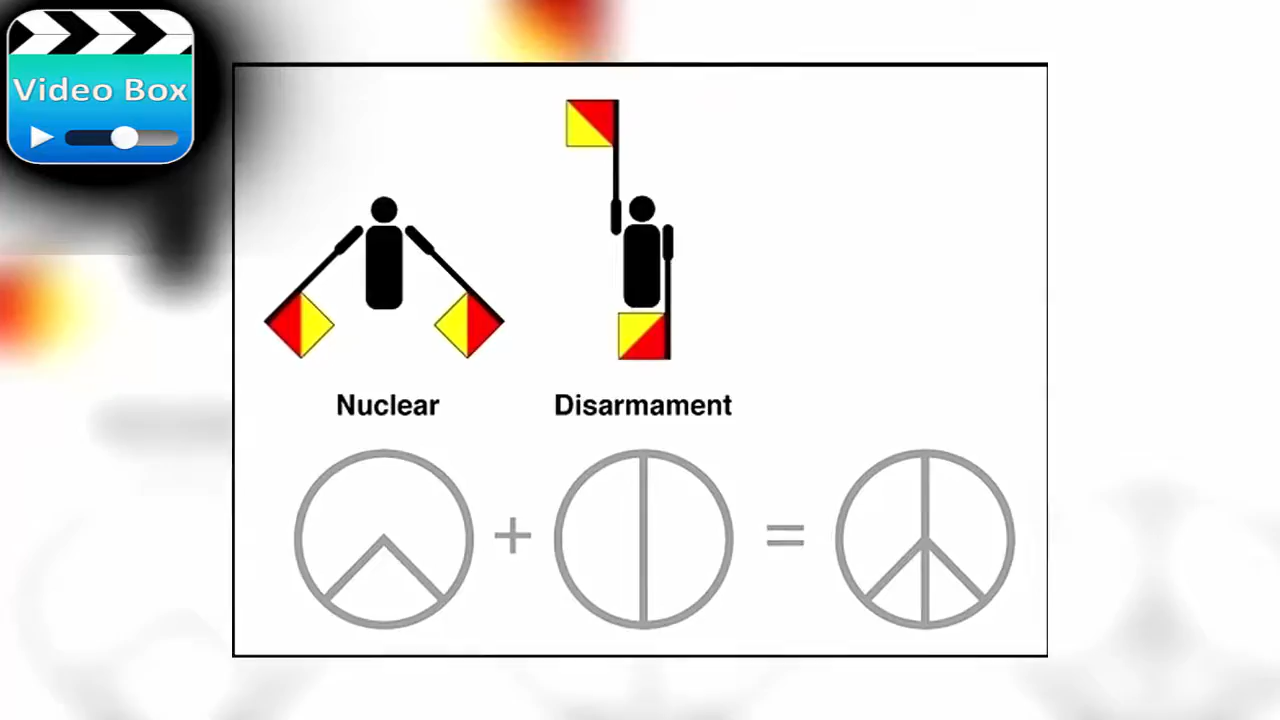 Video Box
Nuclear
Disarmament
+
=